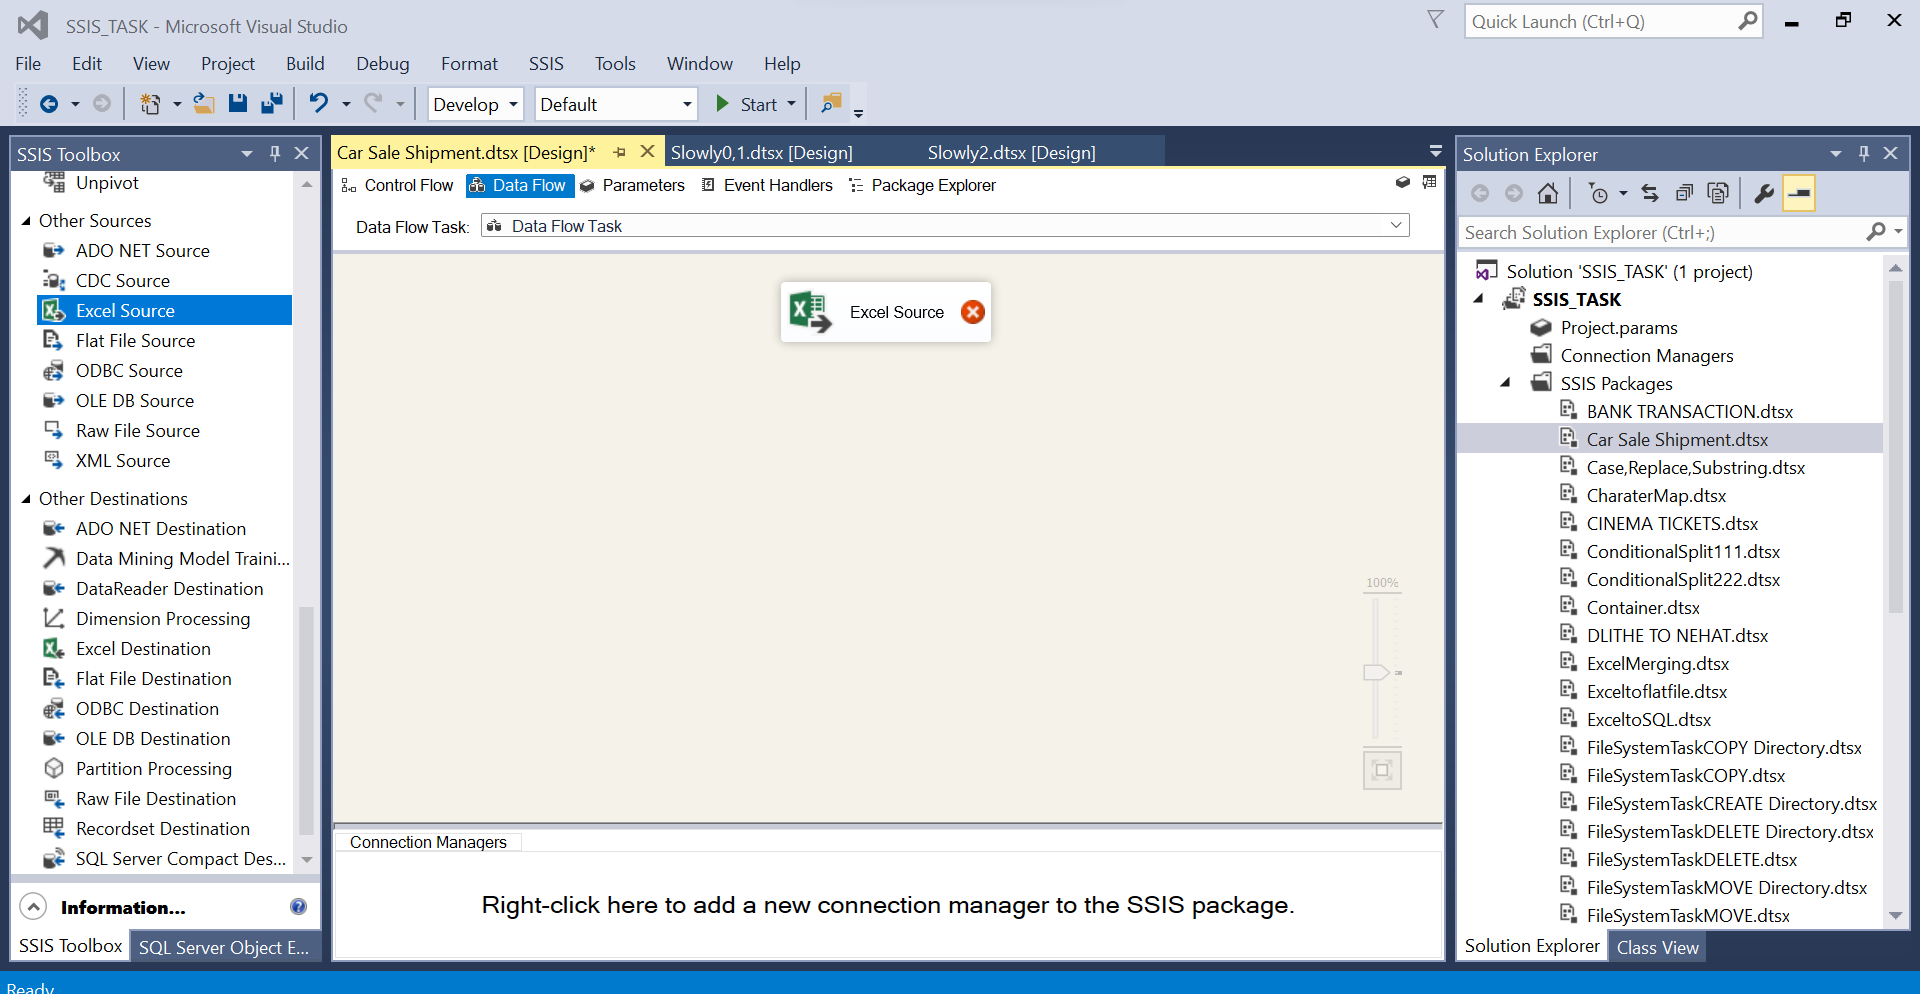 SSIS_TASK - Microsoft Visual Studio
Quick Launch (Ctrl+Q)
File Edit View Project Build Debug Format SSIS Tools Window Help
Develop Default Start
SSIS Toolbox
Unpivot
Other Sources
ADO NET Source
CDC Source
Excel Source
Flat File Source
ODBC Source
OLE DB Source
Raw File Source
XML Source
Other Destinations
ADO NET Destination
Data Mining Model Traini...
DataReader Destination
Dimension Processing
Excel Destination
Flat File Destination
ODBC Destination
OLE DB Destination
Partition Processing
Raw File Destination
Recordset Destination
SQL Server Compact Des...
Information...
SSIS Toolbox SQL Server Object E...
Car Sale Shipment.dtsx [Design]* Slowly0,1.dtsx [Design] Slowly2.dtsx [Design]
Control Flow Data Flow Parameters Event Handlers Package Explorer
Data Flow Task: Data Flow Task
Excel Source
100%
Connection Managers
Right-click here to add a new connection manager to the SSIS package.
Solution Explorer
Search Solution Explorer (Ctrl+;)
Solution 'SSIS_TASK' (1 project)
SSIS_TASK
Project.params
Connection Managers
SSIS Packages
BANK TRANSACTION.dtsx
Car Sale Shipment.dtsx
Case,Replace,Substring.dtsx
CharaterMap.dtsx
CINEMA TICKETS.dtsx
ConditionalSplit111.dtsx
ConditionalSplit222.dtsx
Container.dtsx
DLITHE TO NEHAT.dtsx
ExcelMerging.dtsx
Exceltoflatfile.dtsx
ExceltoSQL.dtsx
FileSystemTaskCOPY Directory.dtsx
FileSystemTaskCOPY.dtsx
FileSystemTaskCREATE Directory.dtsx
FileSystemTaskDELETE Directory.dtsx
FileSystemTaskDELETE.dtsx
FileSystemTaskMOVE Directory.dtsx
FileSystemTaskMOVE.dtsx
Solution Explorer Class View
Ready